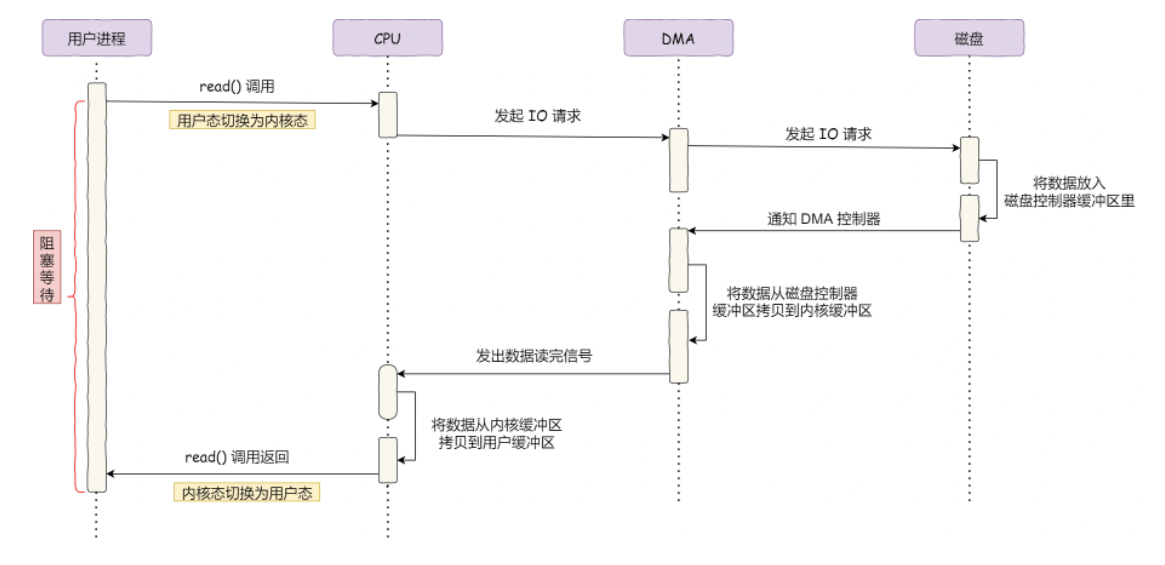 用户进程
CPU
DMA
磁盘
read() 调用
用户态切换为内核态
发起 IO 请求
发起 IO 请求
将数据放入
磁盘控制器缓冲区里
通知 DMA 控制器
阻塞等待
将数据从磁盘控制器
缓冲区拷贝到内核缓冲区
发出数据读完信号
将数据从内核缓冲区
拷贝到用户缓冲区
read() 调用返回
内核态切换为用户态